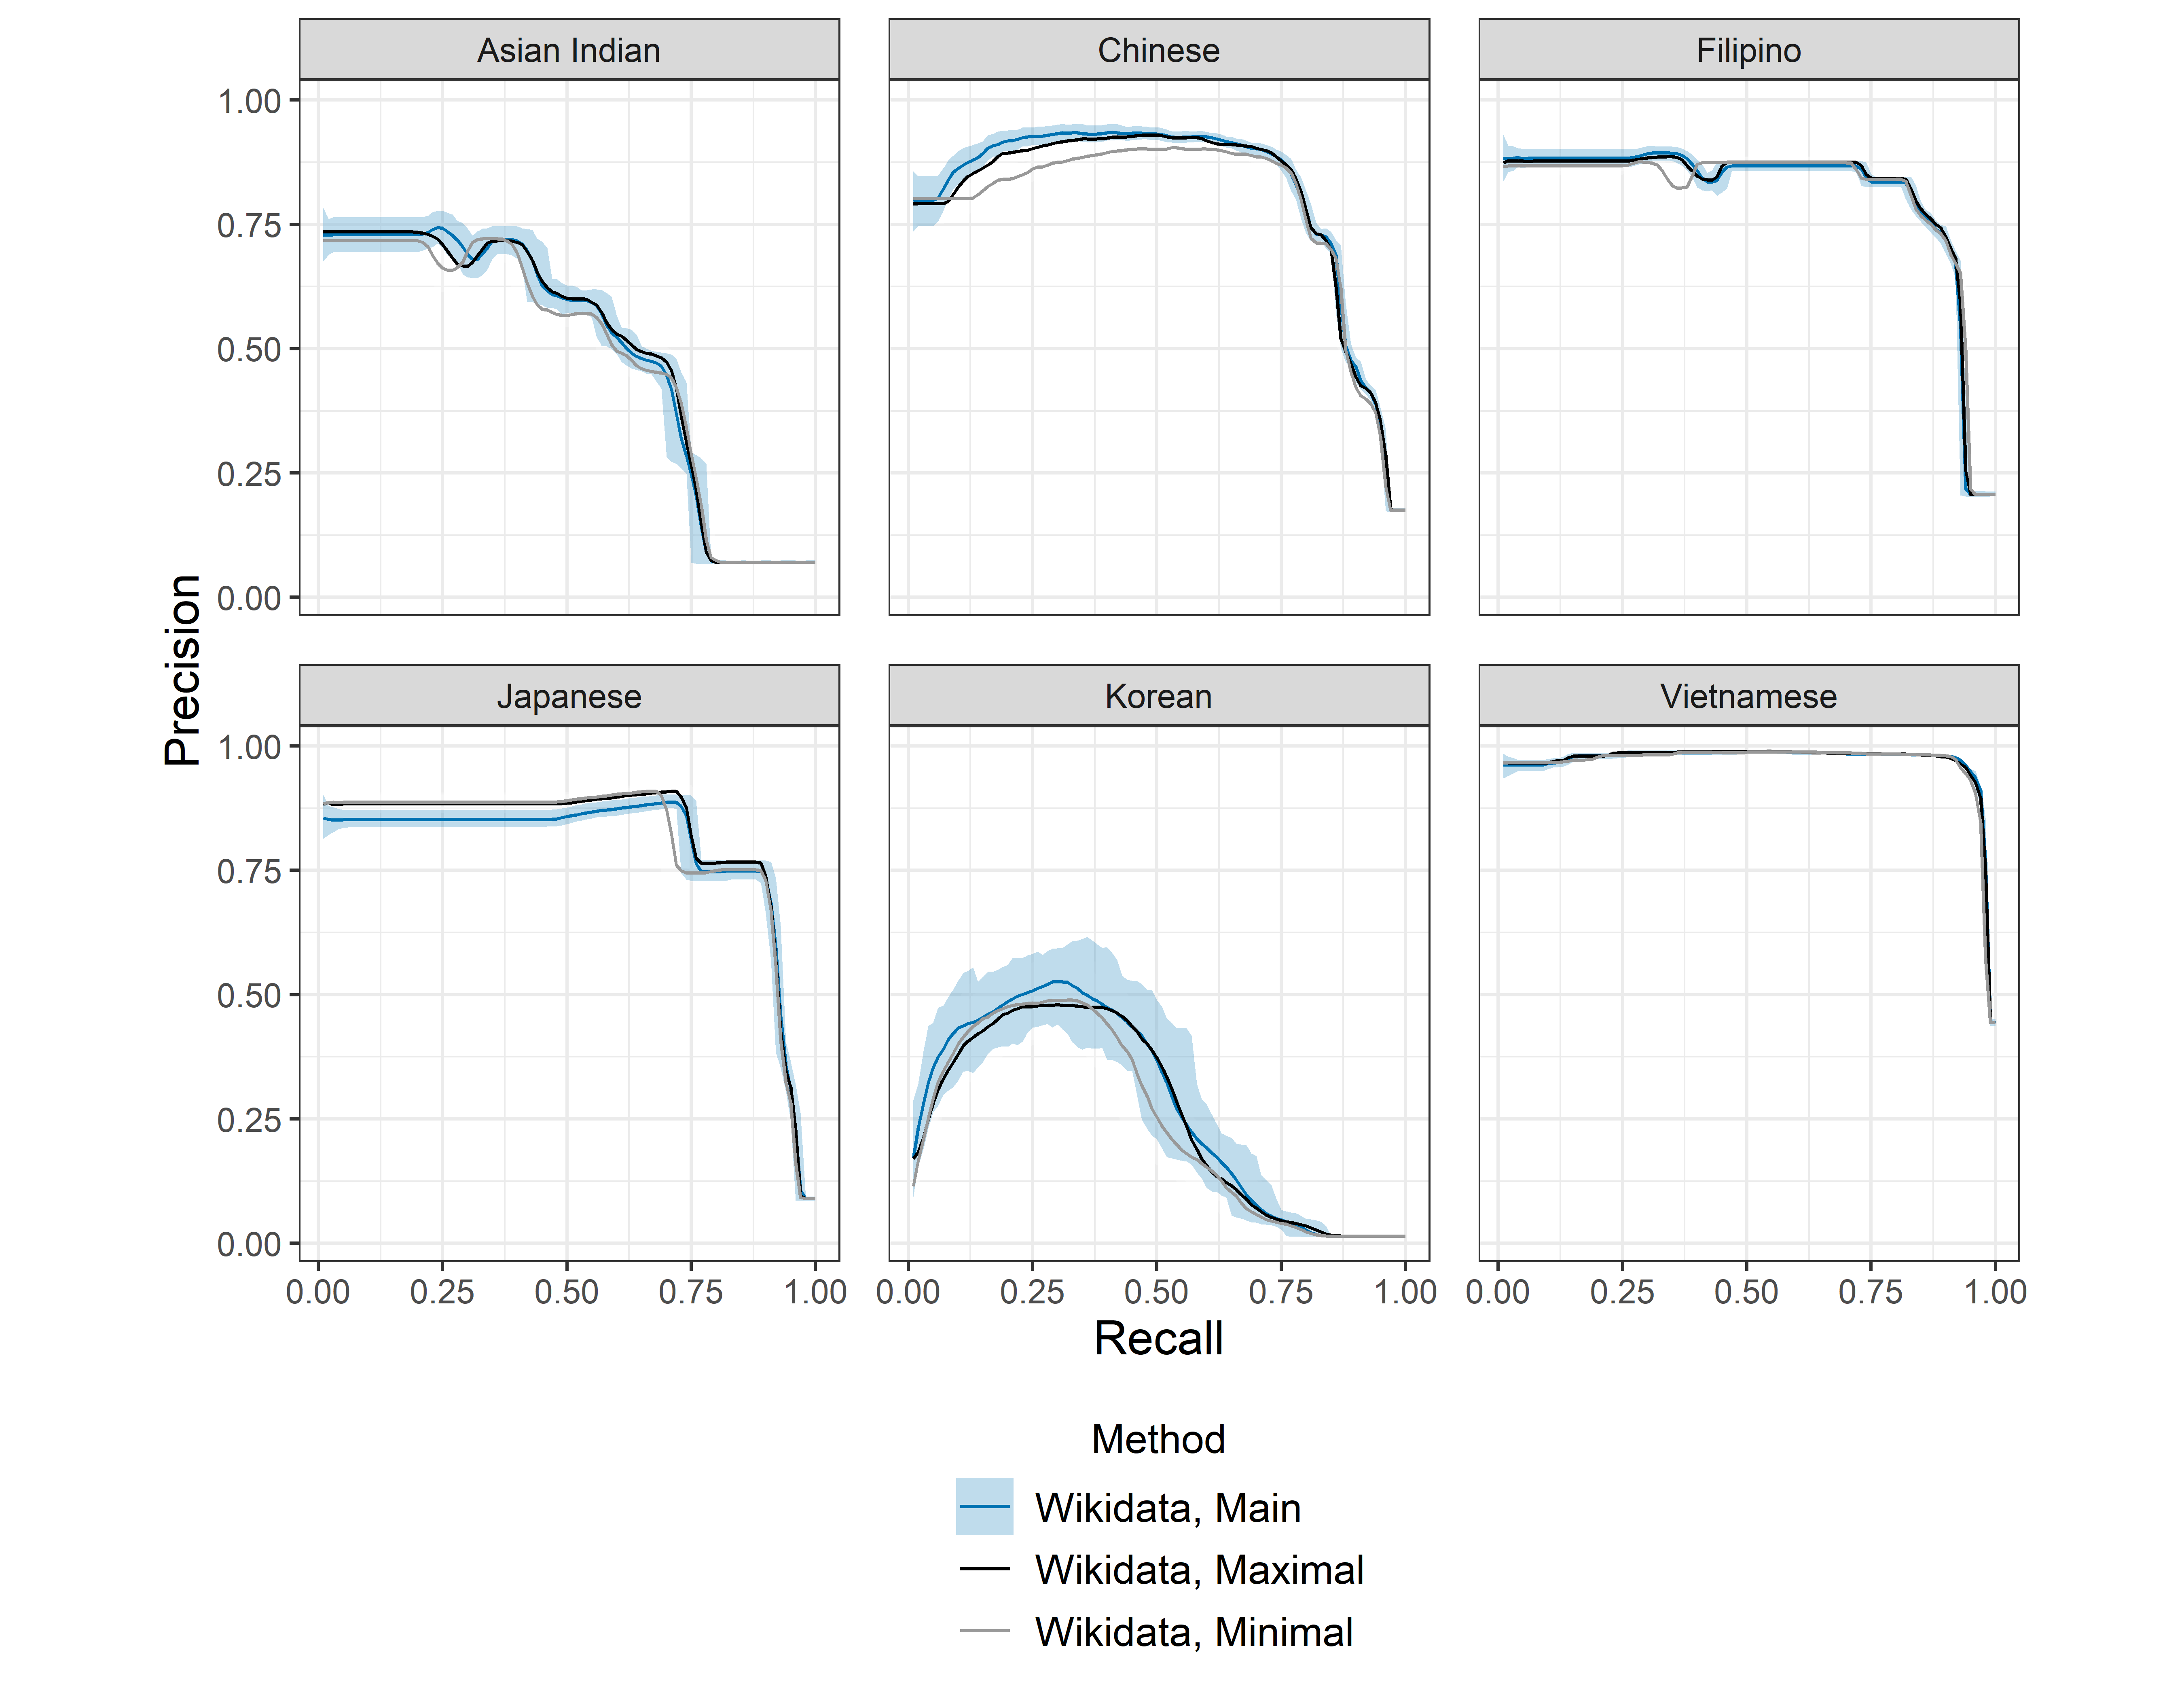 Asian Indian
Chinese
Filipino
1.00
0.75
0.50
0.25
0.00
Precision
Japanese
Korean
Vietnamese
1.00
0.75
0.50
0.25
0.00
0.00 0.25 0.50 0.75 1.00
0.00 0.25 0.50 0.75 1.00
0.00 0.25 0.50 0.75 1.00
Recall
Method
Wikidata, Main
Wikidata, Maximal
Wikidata, Minimal